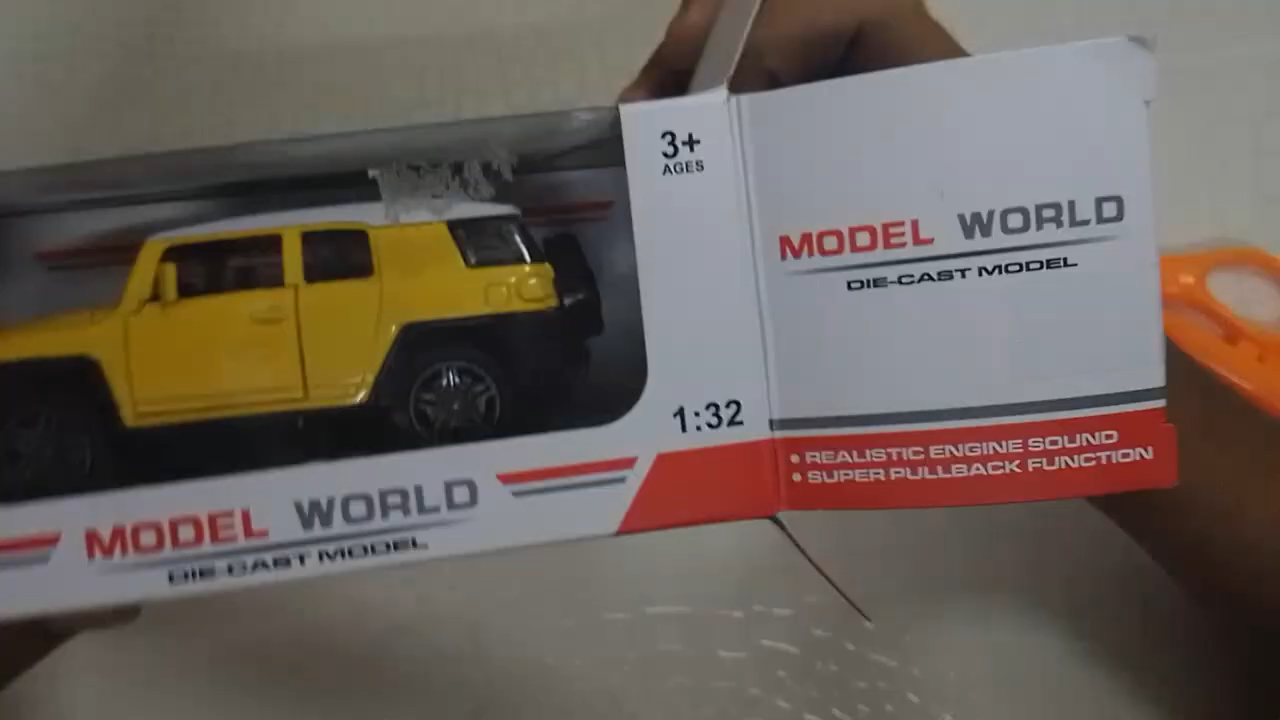 3+
AGES
MODEL WORLD
DIE-CAST MODEL
1:32
• REALISTIC ENGINE SOUND
• SUPER PULLBACK FUNCTION
MODEL WORLD
DIE-CAST MODEL